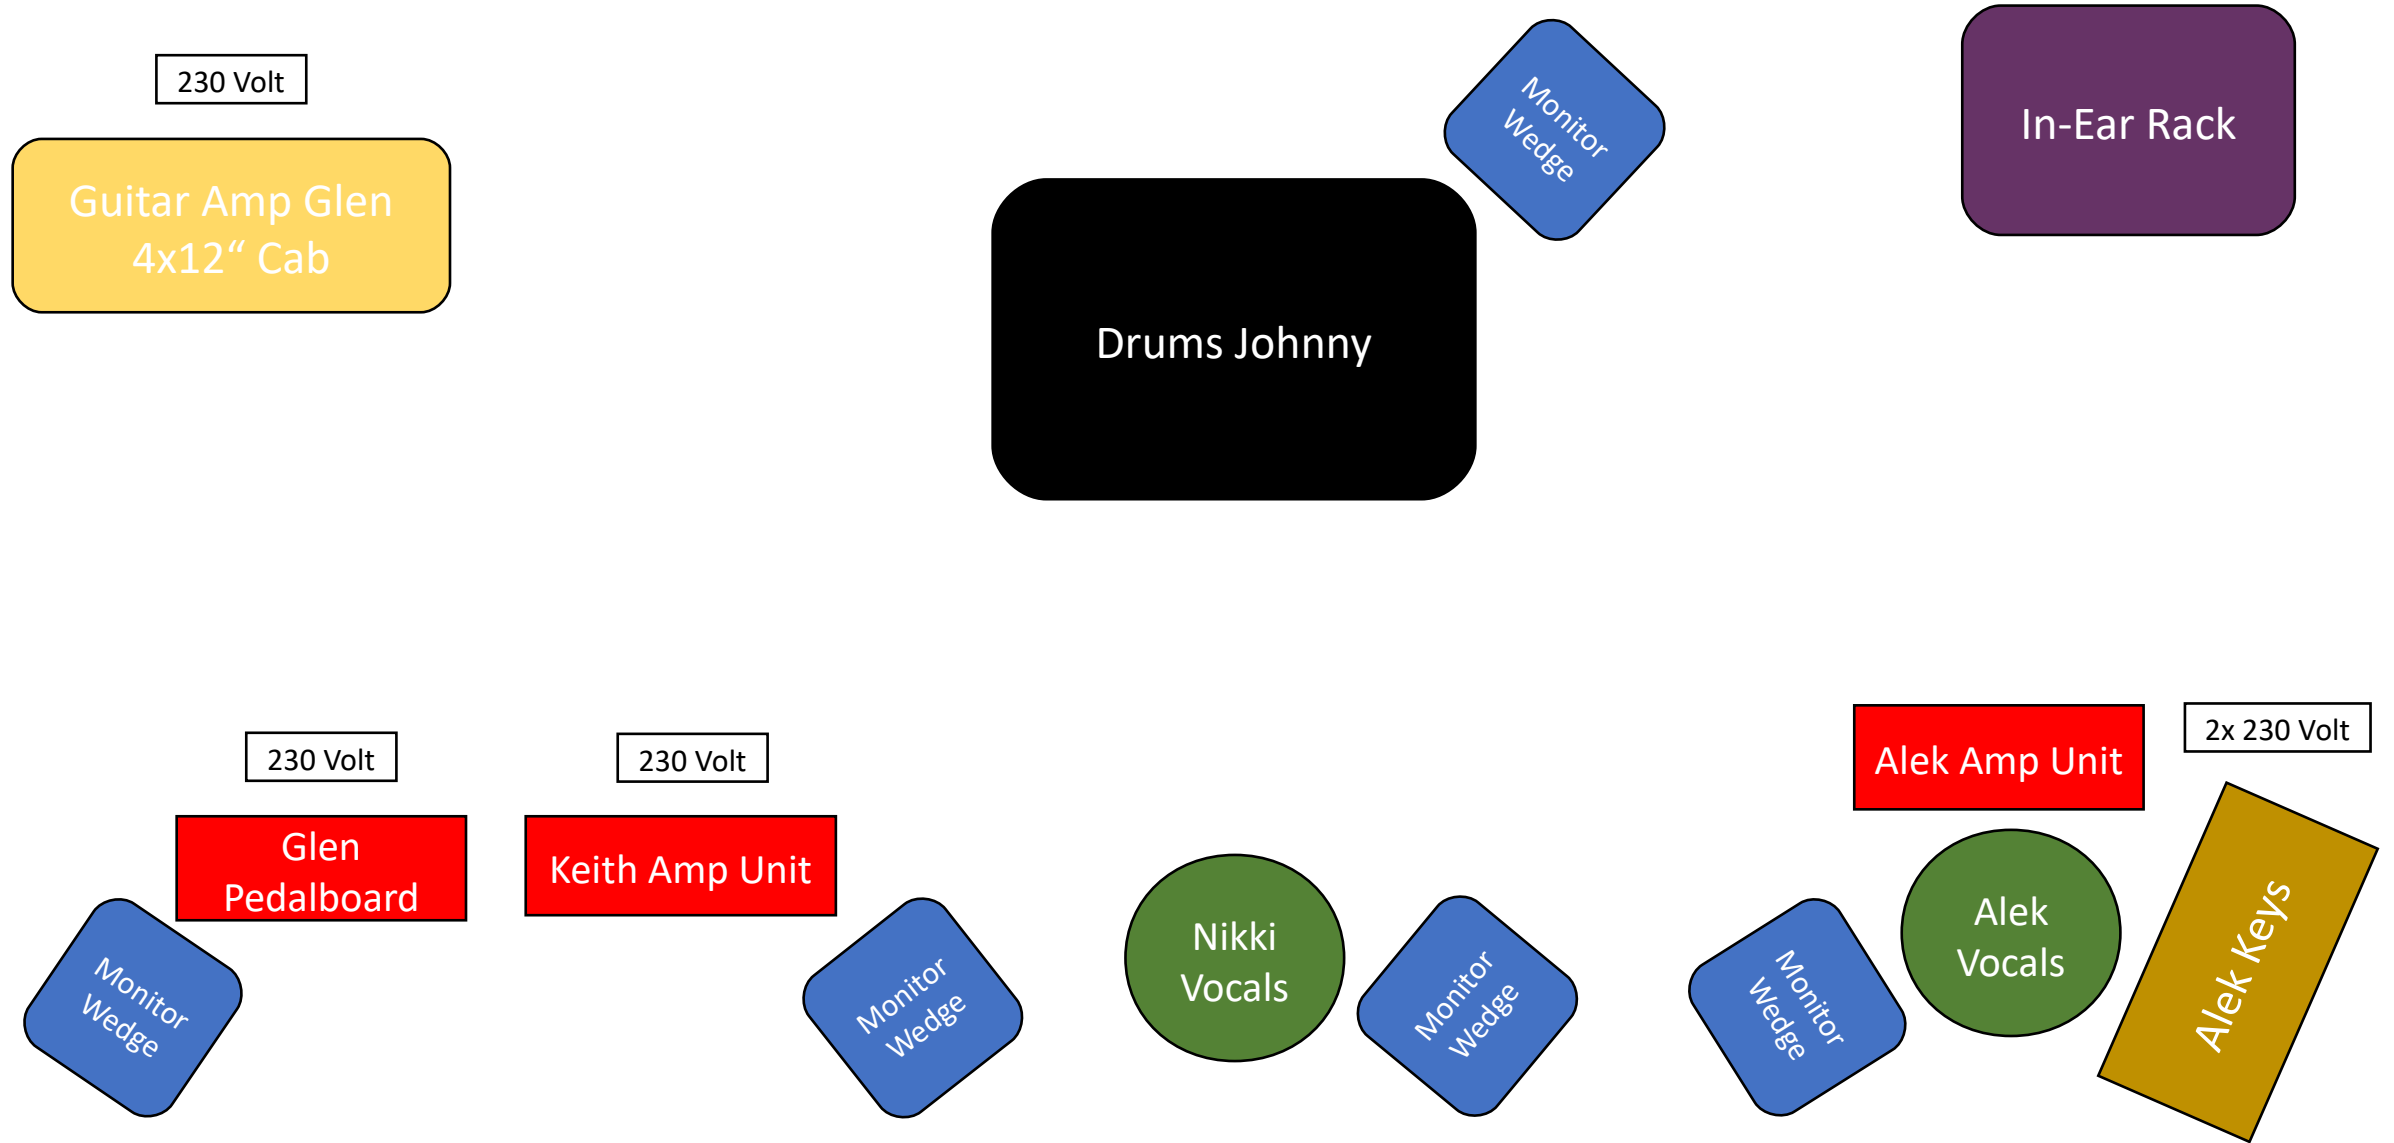 230 Volt
Guitar Amp Glen
4x12“ Cab
Monitor
Wedge
In-Ear Rack
Drums Johnny
230 Volt
Glen
Pedalboard
230 Volt
Keith Amp Unit
Alek Amp Unit
2x 230 Volt
Monitor
Wedge
Monitor
Wedge
Nikki
Vocals
Monitor
Wedge
Monitor
Wedge
Alek
Vocals
Alek Keys